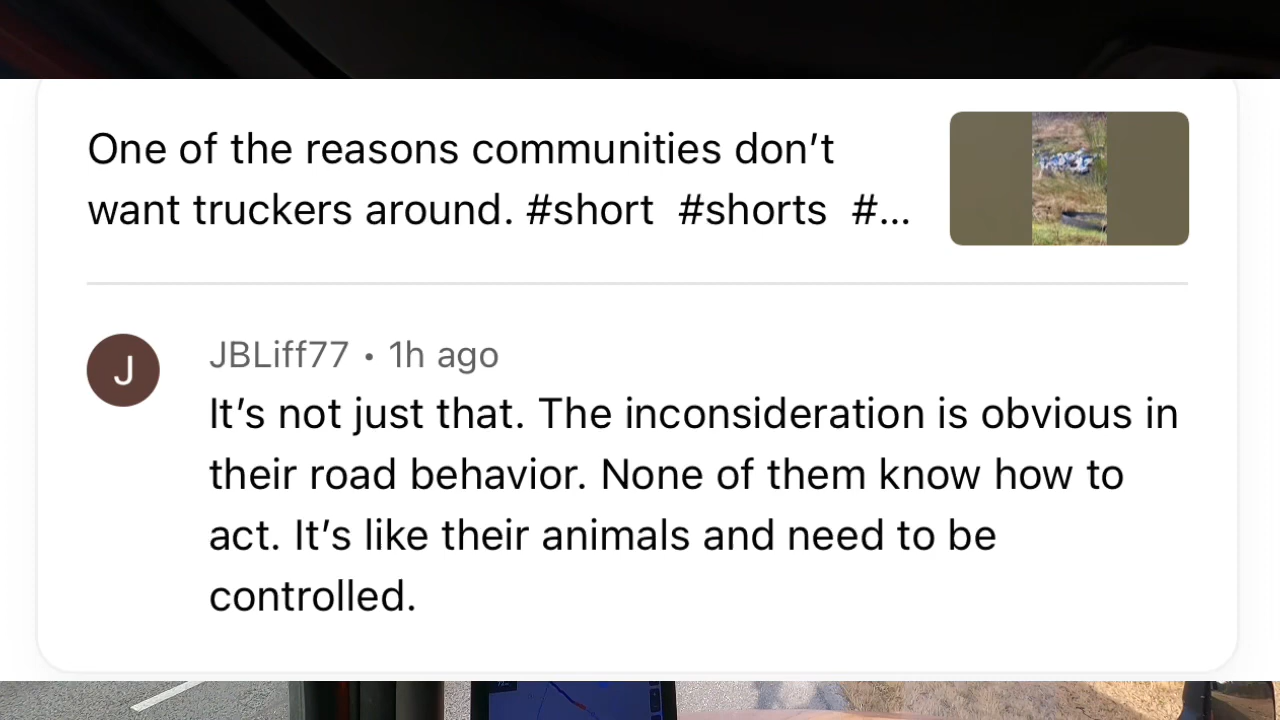 One of the reasons communities don’t
want truckers around. #short #shorts #...
J
JBLiff77 • 1h ago
It’s not just that. The inconsideration is obvious in
their road behavior. None of them know how to
act. It’s like their animals and need to be
controlled.